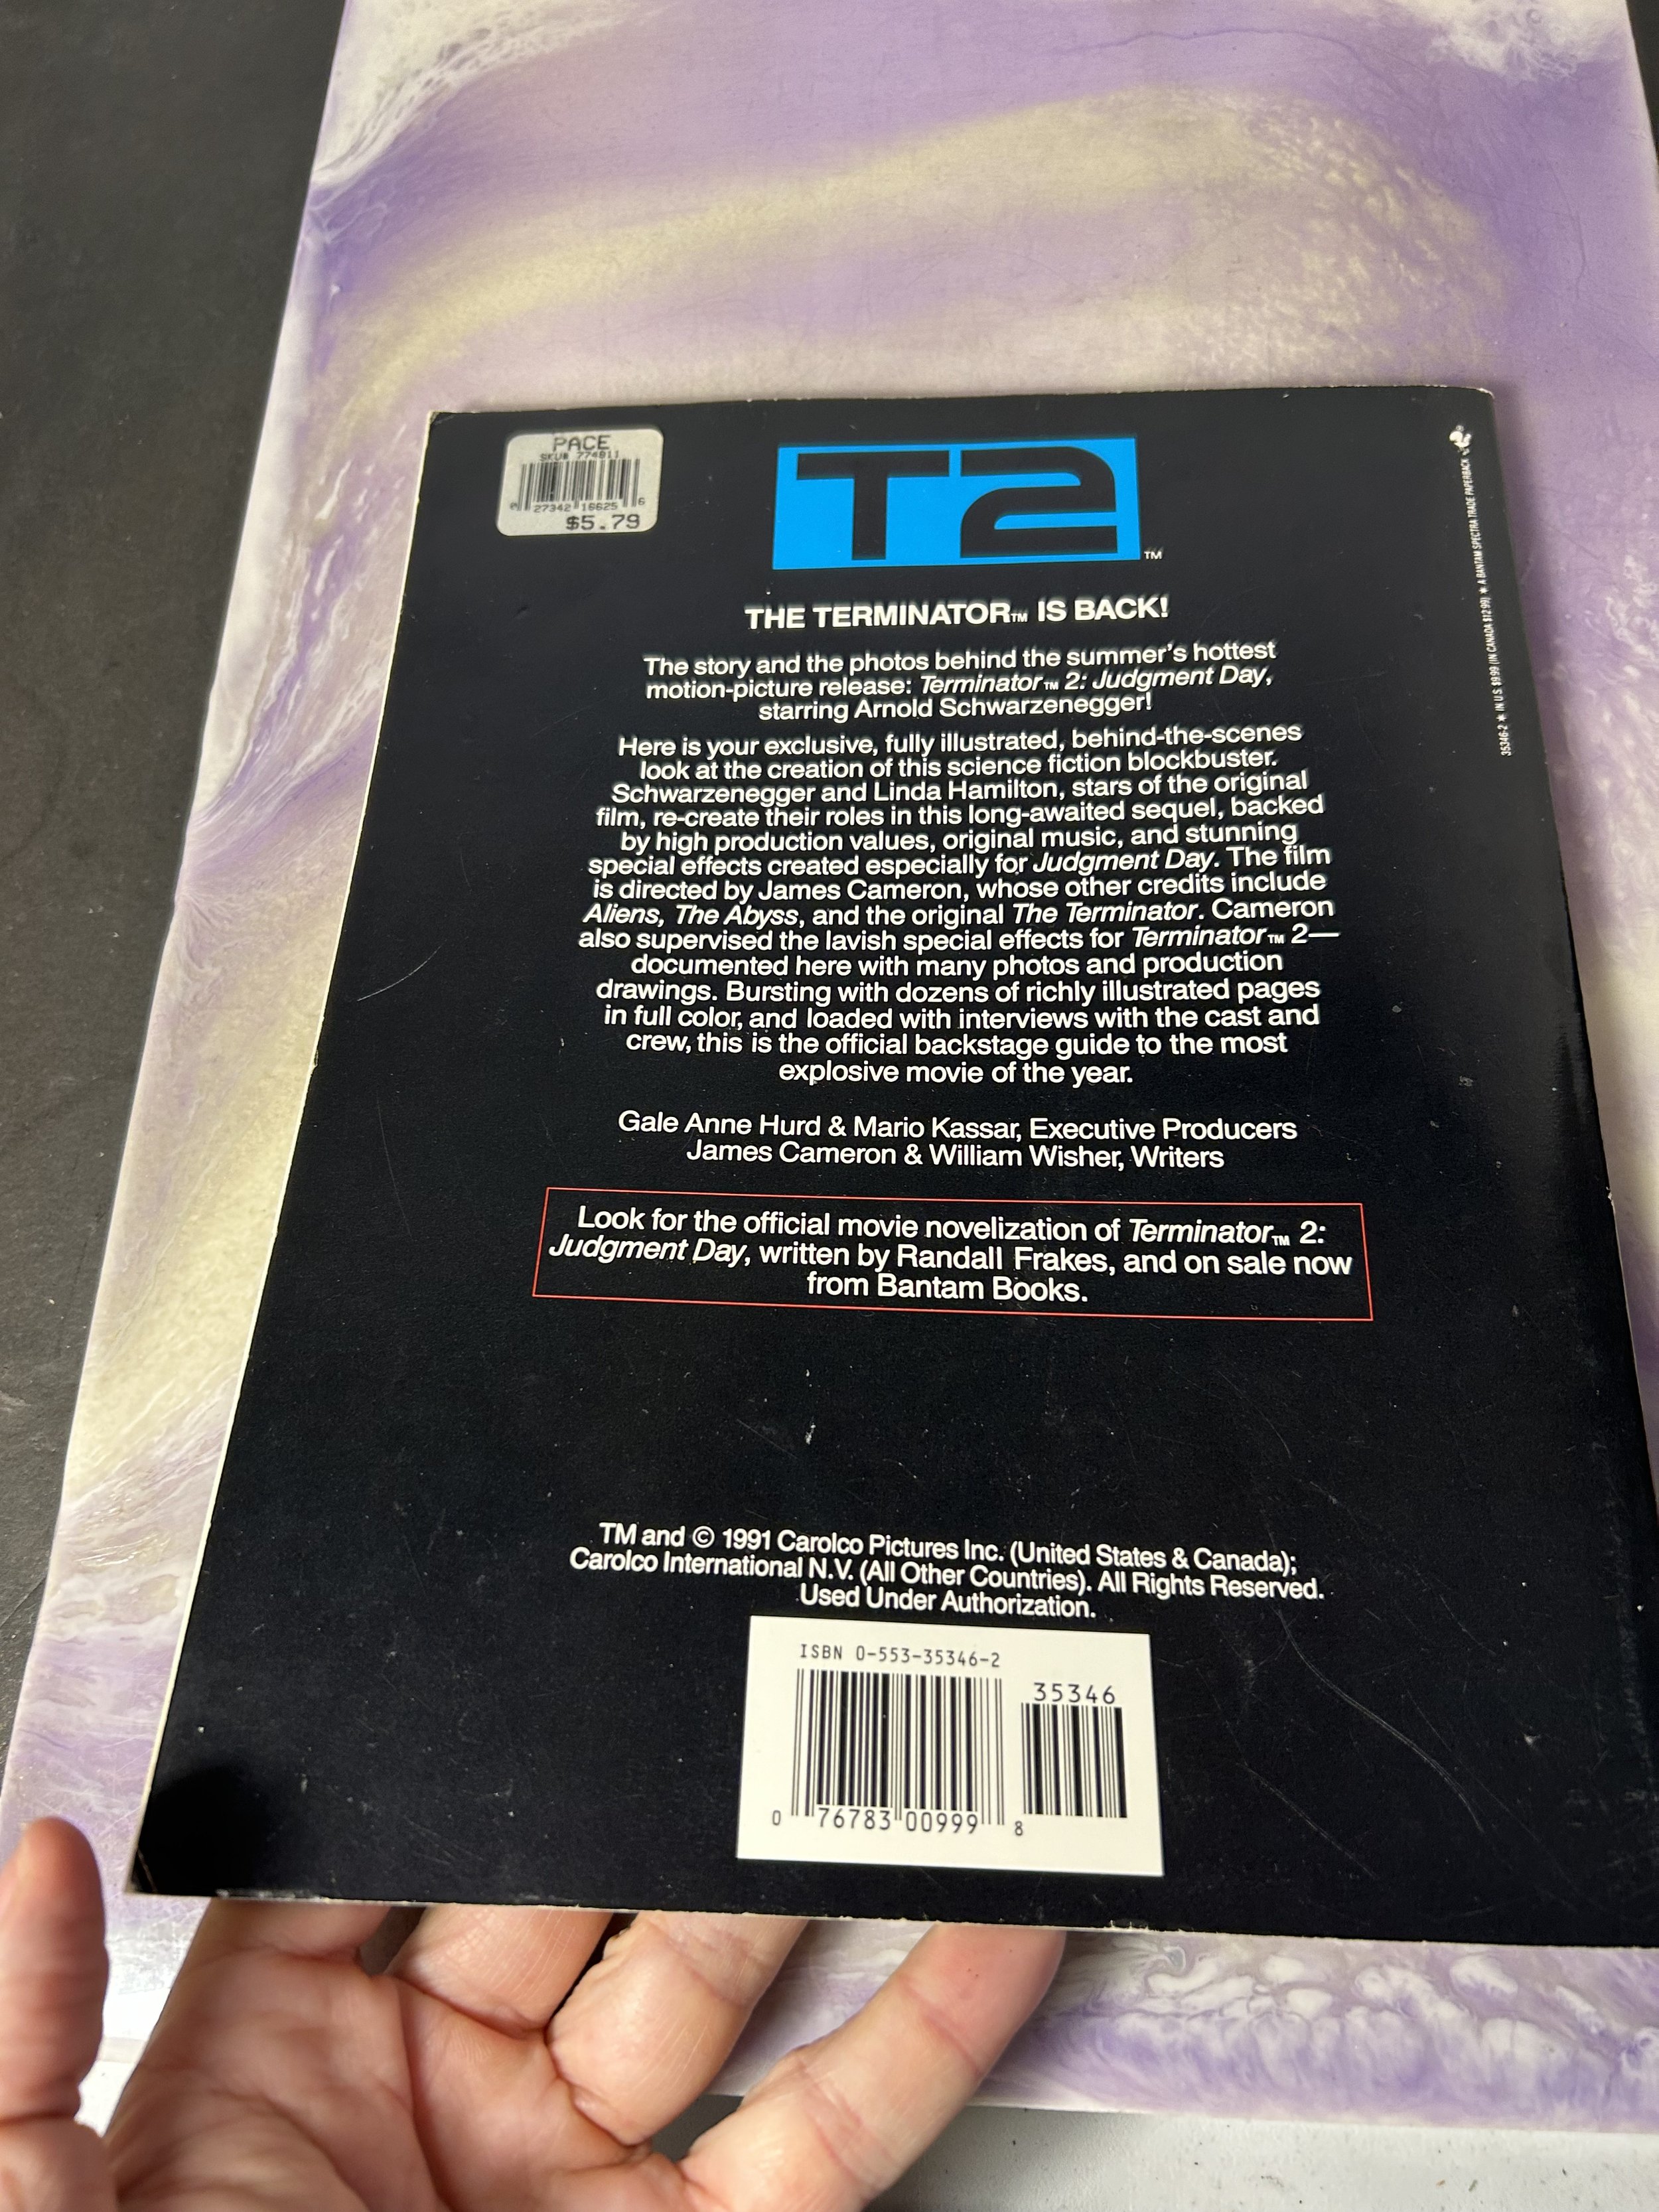 PACE
SKU# 774811
0 27342 16625 6
$5.79
T2™
THE TERMINATOR™ IS BACK!
The story and the photos behind the summer's hottest
motion-picture release: Terminator™ 2: Judgment Day,
starring Arnold Schwarzenegger!
Here is your exclusive, fully illustrated, behind-the-scenes
look at the creation of this science fiction blockbuster.
Schwarzenegger and Linda Hamilton, stars of the original
film, re-create their roles in this long-awaited sequel, backed
by high production values, original music, and stunning
special effects created especially for Judgment Day. The film
is directed by James Cameron, whose other credits include
Aliens, The Abyss, and the original The Terminator. Cameron
also supervised the lavish special effects for Terminator™ 2—
documented here with many photos and production
drawings. Bursting with dozens of richly illustrated pages
in full color, and loaded with interviews with the cast and
crew, this is the official backstage guide to the most
explosive movie of the year.
Gale Anne Hurd & Mario Kassar, Executive Producers
James Cameron & William Wisher, Writers
Look for the official movie novelization of Terminator™ 2:
Judgment Day, written by Randall Frakes, and on sale now
from Bantam Books.
TM and © 1991 Carolco Pictures Inc. (United States & Canada);
Carolco International N.V. (All Other Countries). All Rights Reserved.
Used Under Authorization.
ISBN 0-553-35346-2
35346
0 76783 00999 8
35346-2 ★ IN U.S. $9.99 (IN CANADA $12.99) ★ A BANTAM SPECTRA TRADE PAPERBACK